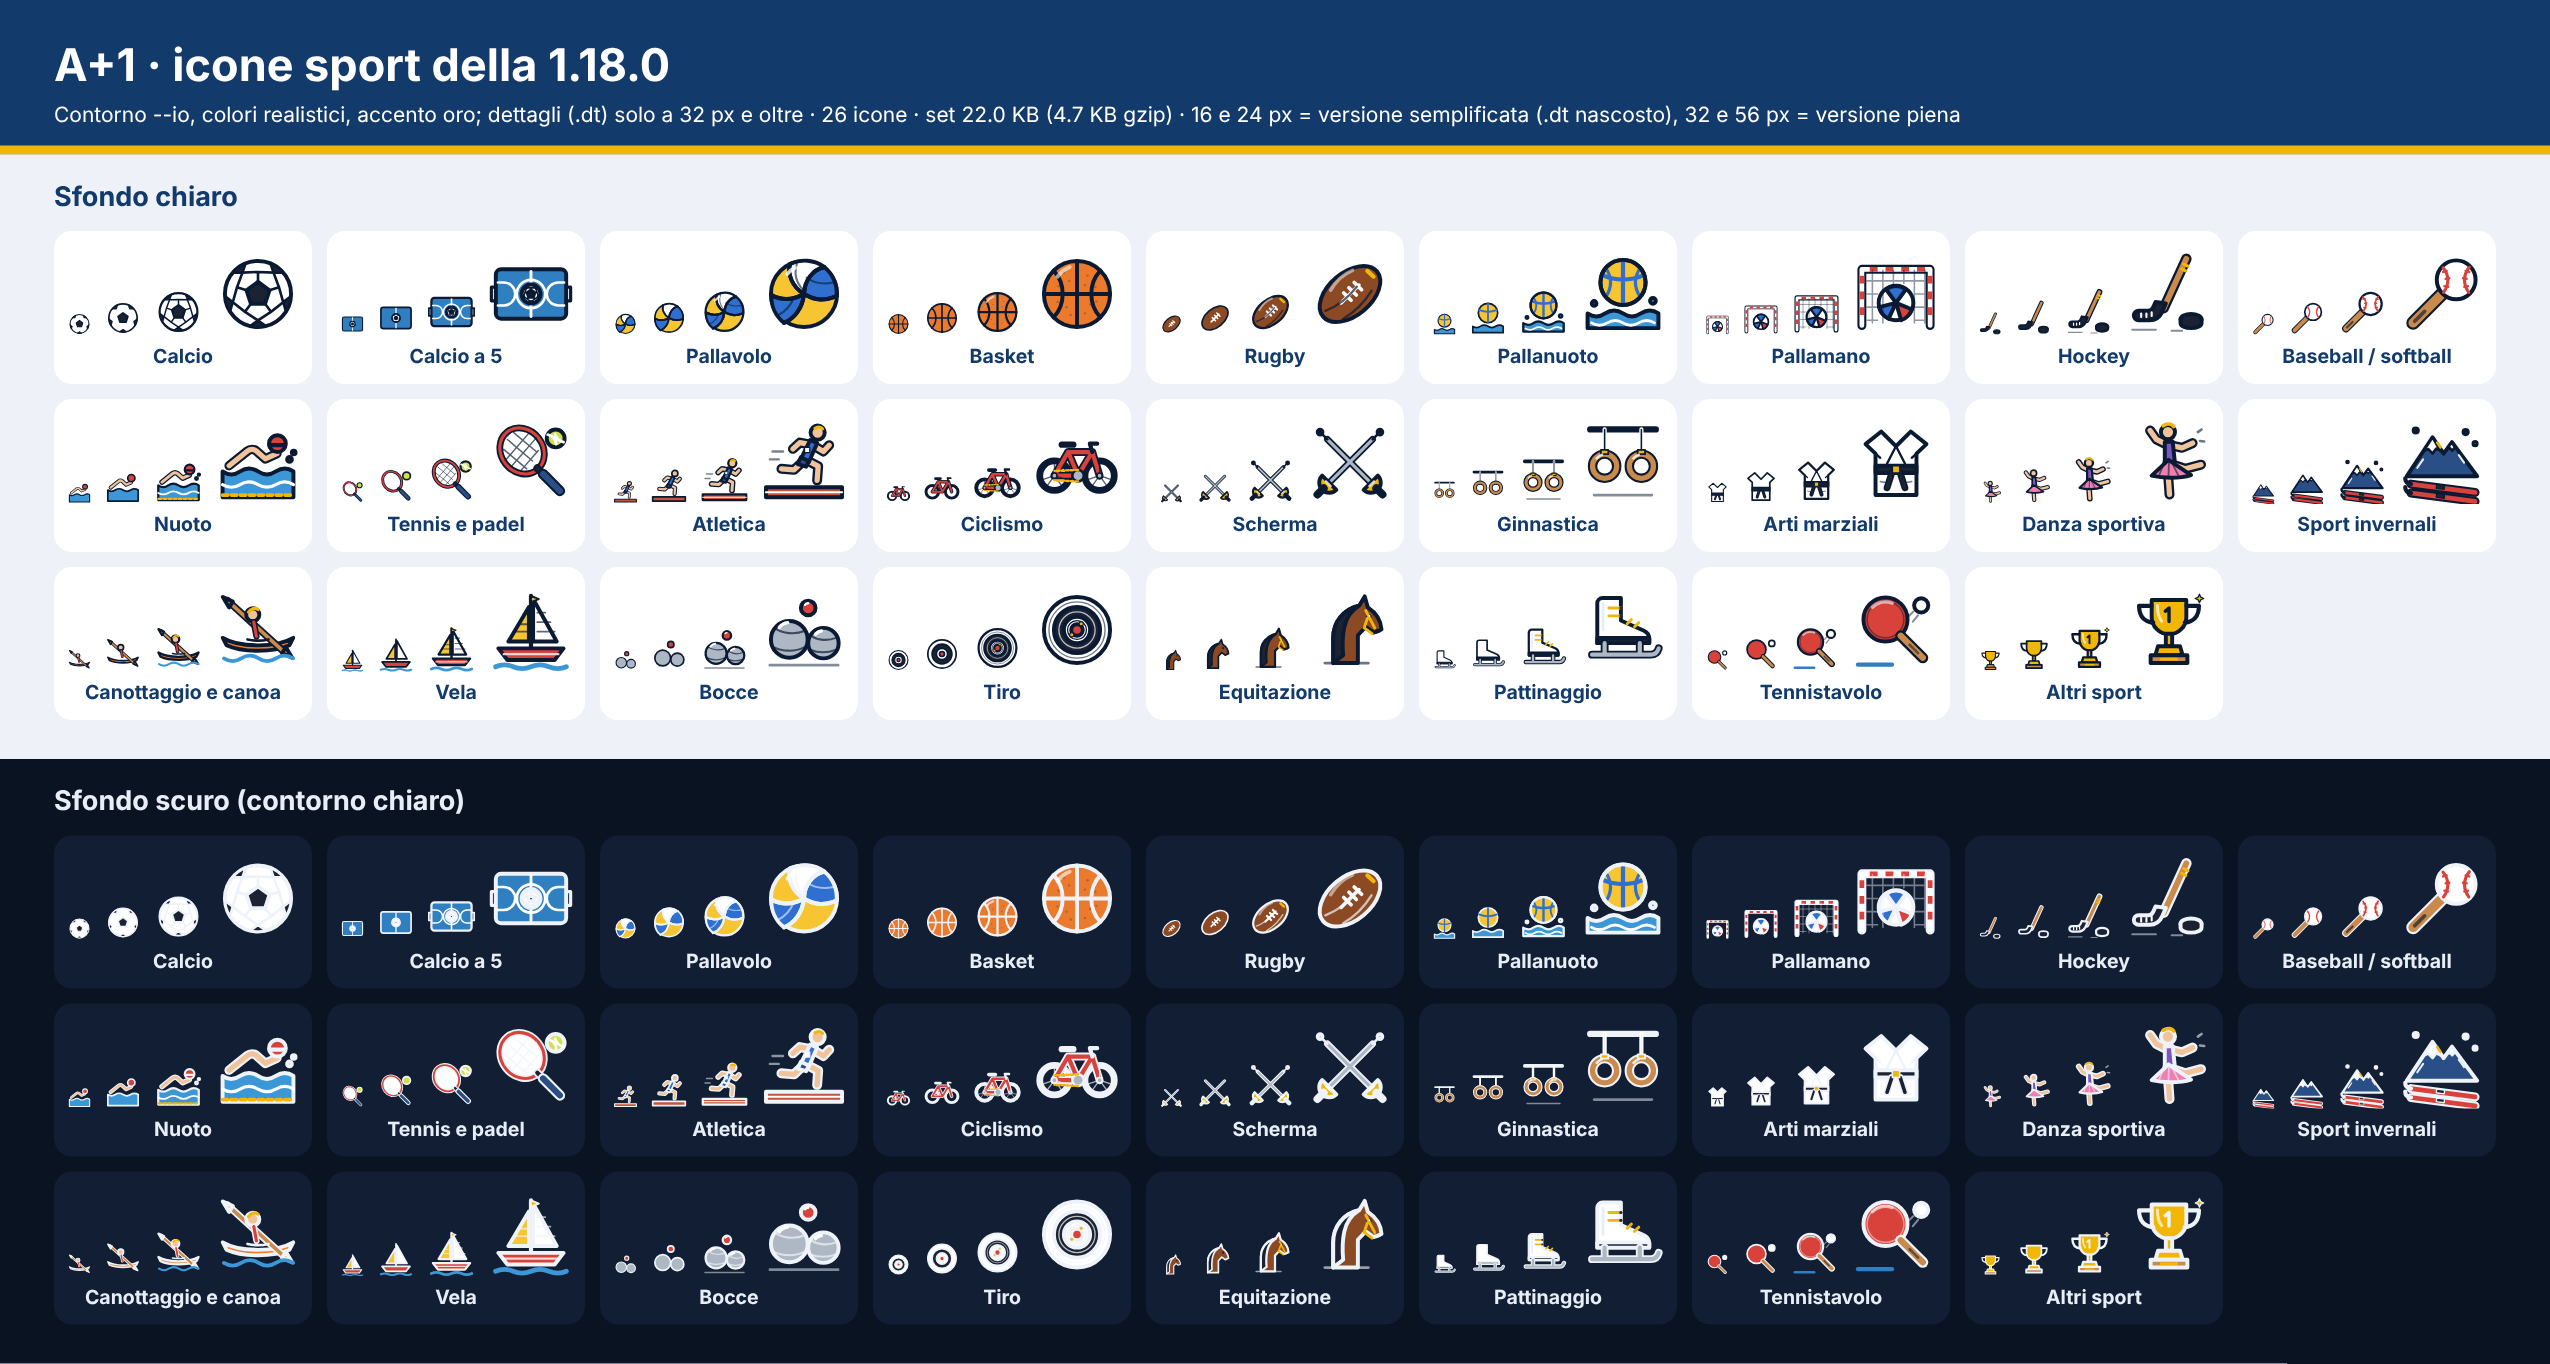 A+1 · icone sport della 1.18.0
Contorno --io, colori realistici, accento oro; dettagli (.dt) solo a 32 px e oltre · 26 icone · set 22.0 KB (4.7 KB gzip) · 16 e 24 px = versione semplificata (.dt nascosto), 32 e 56 px = versione piena
Sfondo chiaro
Calcio
Calcio a 5
Pallavolo
Basket
Rugby
Pallanuoto
Pallamano
Hockey
Baseball / softball
Nuoto
Tennis e padel
Atletica
Ciclismo
Scherma
Ginnastica
Arti marziali
Danza sportiva
Sport invernali
1
1
Canottaggio e canoa
Vela
Bocce
Tiro
Equitazione
Pattinaggio
Tennistavolo
Altri sport
Sfondo scuro (contorno chiaro)
Calcio
Calcio a 5
Pallavolo
Basket
Rugby
Pallanuoto
Pallamano
Hockey
Baseball / softball
Nuoto
Tennis e padel
Atletica
Ciclismo
Scherma
Ginnastica
Arti marziali
Danza sportiva
Sport invernali
1
1
Canottaggio e canoa
Vela
Bocce
Tiro
Equitazione
Pattinaggio
Tennistavolo
Altri sport